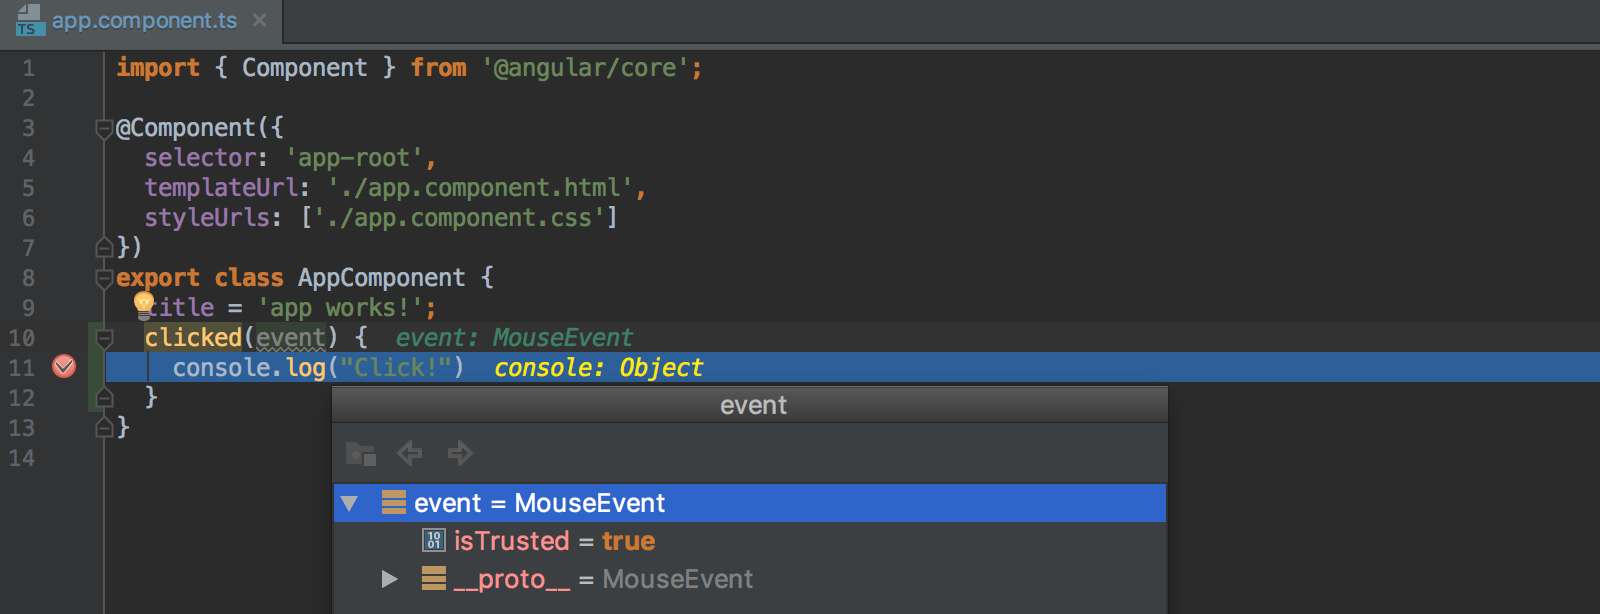 TS app.component.ts ×
1 import { Component } from '@angular/core';
2
3 @Component({
4 selector: 'app-root',
5 templateUrl: './app.component.html',
6 styleUrls: ['./app.component.css']
7 })
8 export class AppComponent {
9 title = 'app works!';
10 clicked(event) { event: MouseEvent
11 console.log("Click!") console: Object
12 }
13 }
14
event
event = MouseEvent
10 01 isTrusted = true
__proto__ = MouseEvent